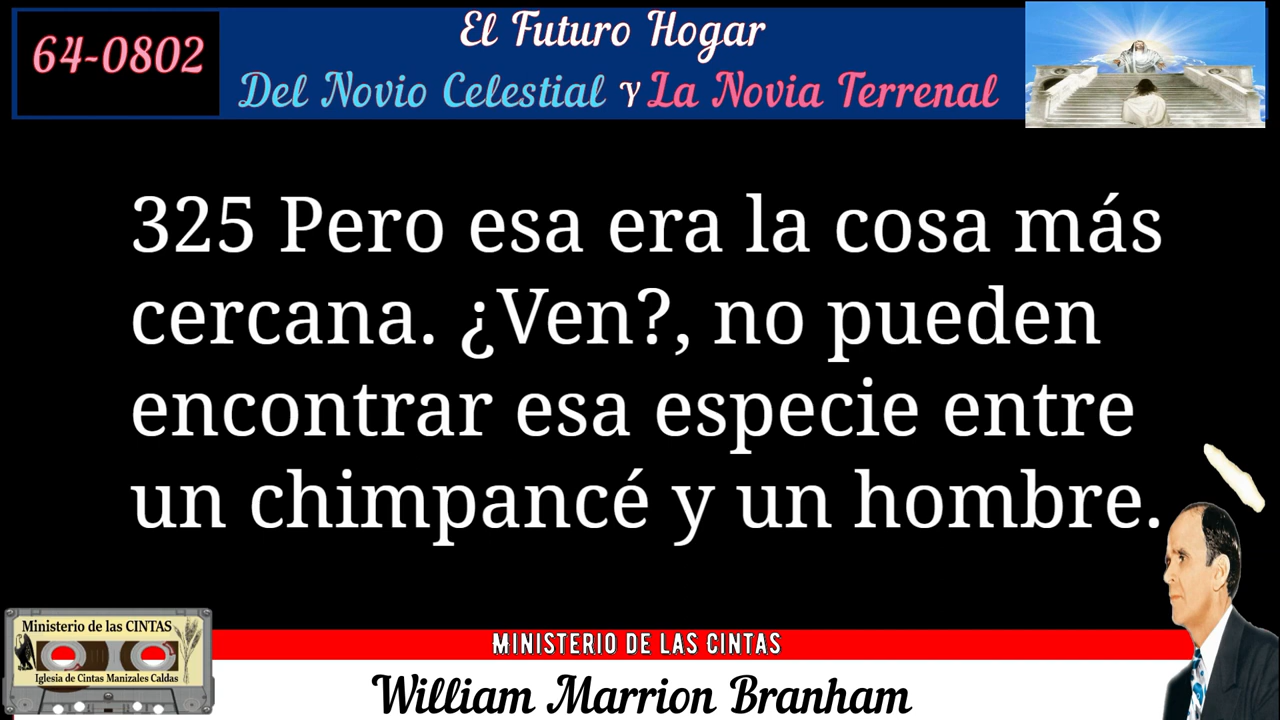 64-0802
El Futuro Hogar
Del Novio Celestial Y La Novia Terrenal
325 Pero esa era la cosa más
cercana. ¿Ven?, no pueden
encontrar esa especie entre
un chimpancé y un hombre.
Ministerio de las CINTAS
Iglesia de Cintas Manizales Caldas
MINISTERIO DE LAS CINTAS
William Marrion Branham